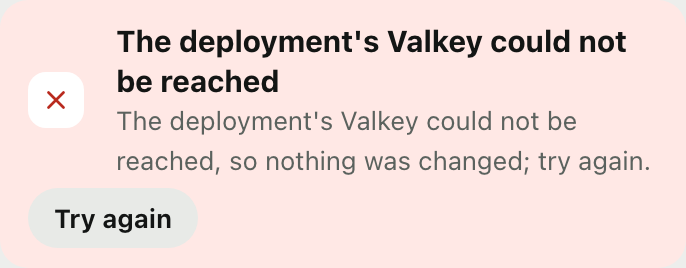 The deployment's Valkey could not
be reached
The deployment's Valkey could not be
reached, so nothing was changed; try again.
Try again